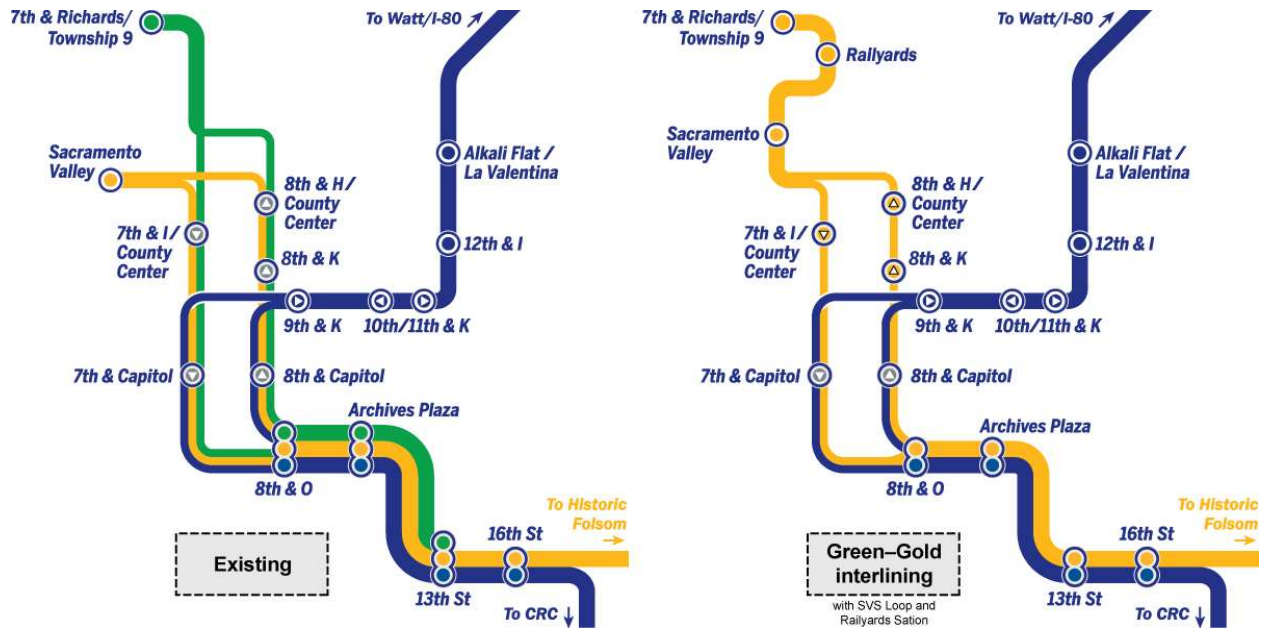 7th & Richards/
Township 9
To Watt/I-80
Sacramento
Valley
Alkali Flat /
La Valentina
8th & H/
County
Center
7th & I/
County
Center
12th & I
8th & K
9th & K
10th/11th & K
7th & Capitol
8th & Capitol
Archives Plaza
8th & O
To Historic
Folsom
16th St
Existing
13th St
To CRC
7th & Richards/
Township 9
To Watt/I-80
Railyards
Sacramento
Valley
Alkali Flat /
La Valentina
8th & H/
County
Center
7th & I/
County
Center
12th & I
8th & K
9th & K
10th/11th & K
7th & Capitol
8th & Capitol
Archives Plaza
8th & O
To Historic
Folsom
16th St
Green–Gold
interlining
with SVS Loop and
Railyards Sation
13th St
To CRC